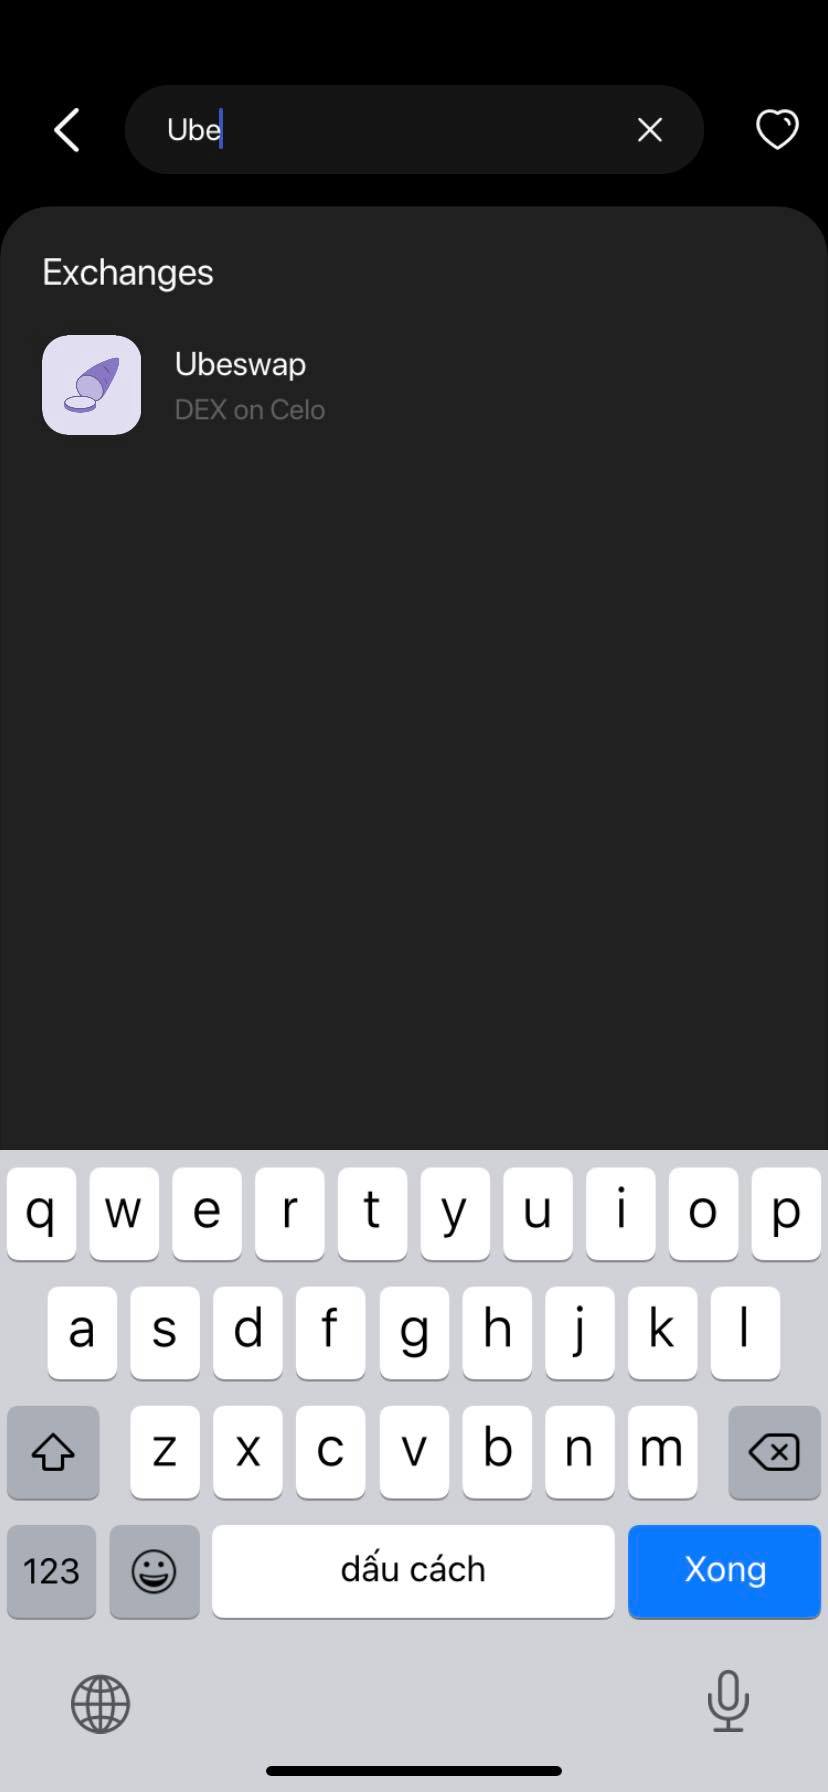 Ube
Exchanges
Ubeswap
DEX on Celo
q w e r t y u i o p
a s d f g h j k l
z x c v b n m
123 dấu cách Xong